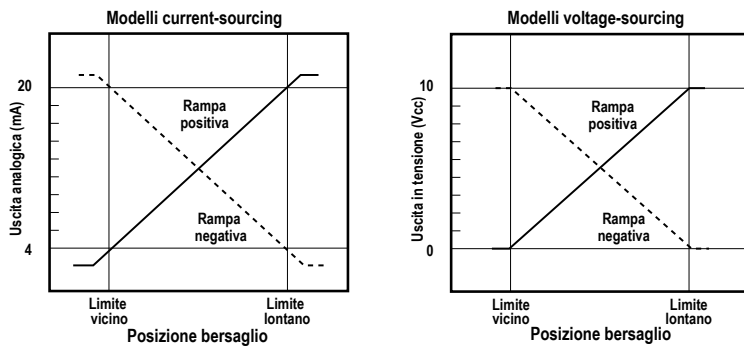 Modelli current-sourcing
Uscita analogica (mA)
20
4
Rampa
positiva
Rampa
negativa
Limite
vicino
Limite
lontano
Posizione bersaglio
Modelli voltage-sourcing
Uscita in tensione (Vcc)
10
0
Rampa
positiva
Rampa
negativa
Limite
vicino
Limite
lontano
Posizione bersaglio